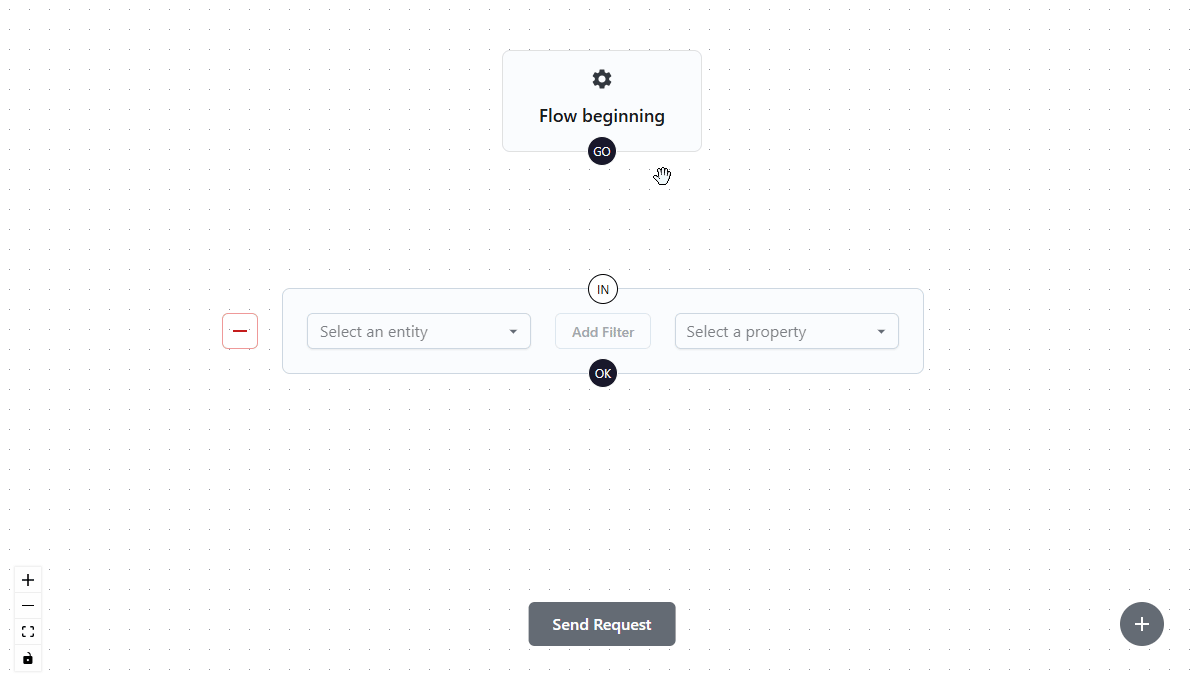 Flow beginning
GO
IN
Select an entity
Add Filter
Select a property
OK
Send Request